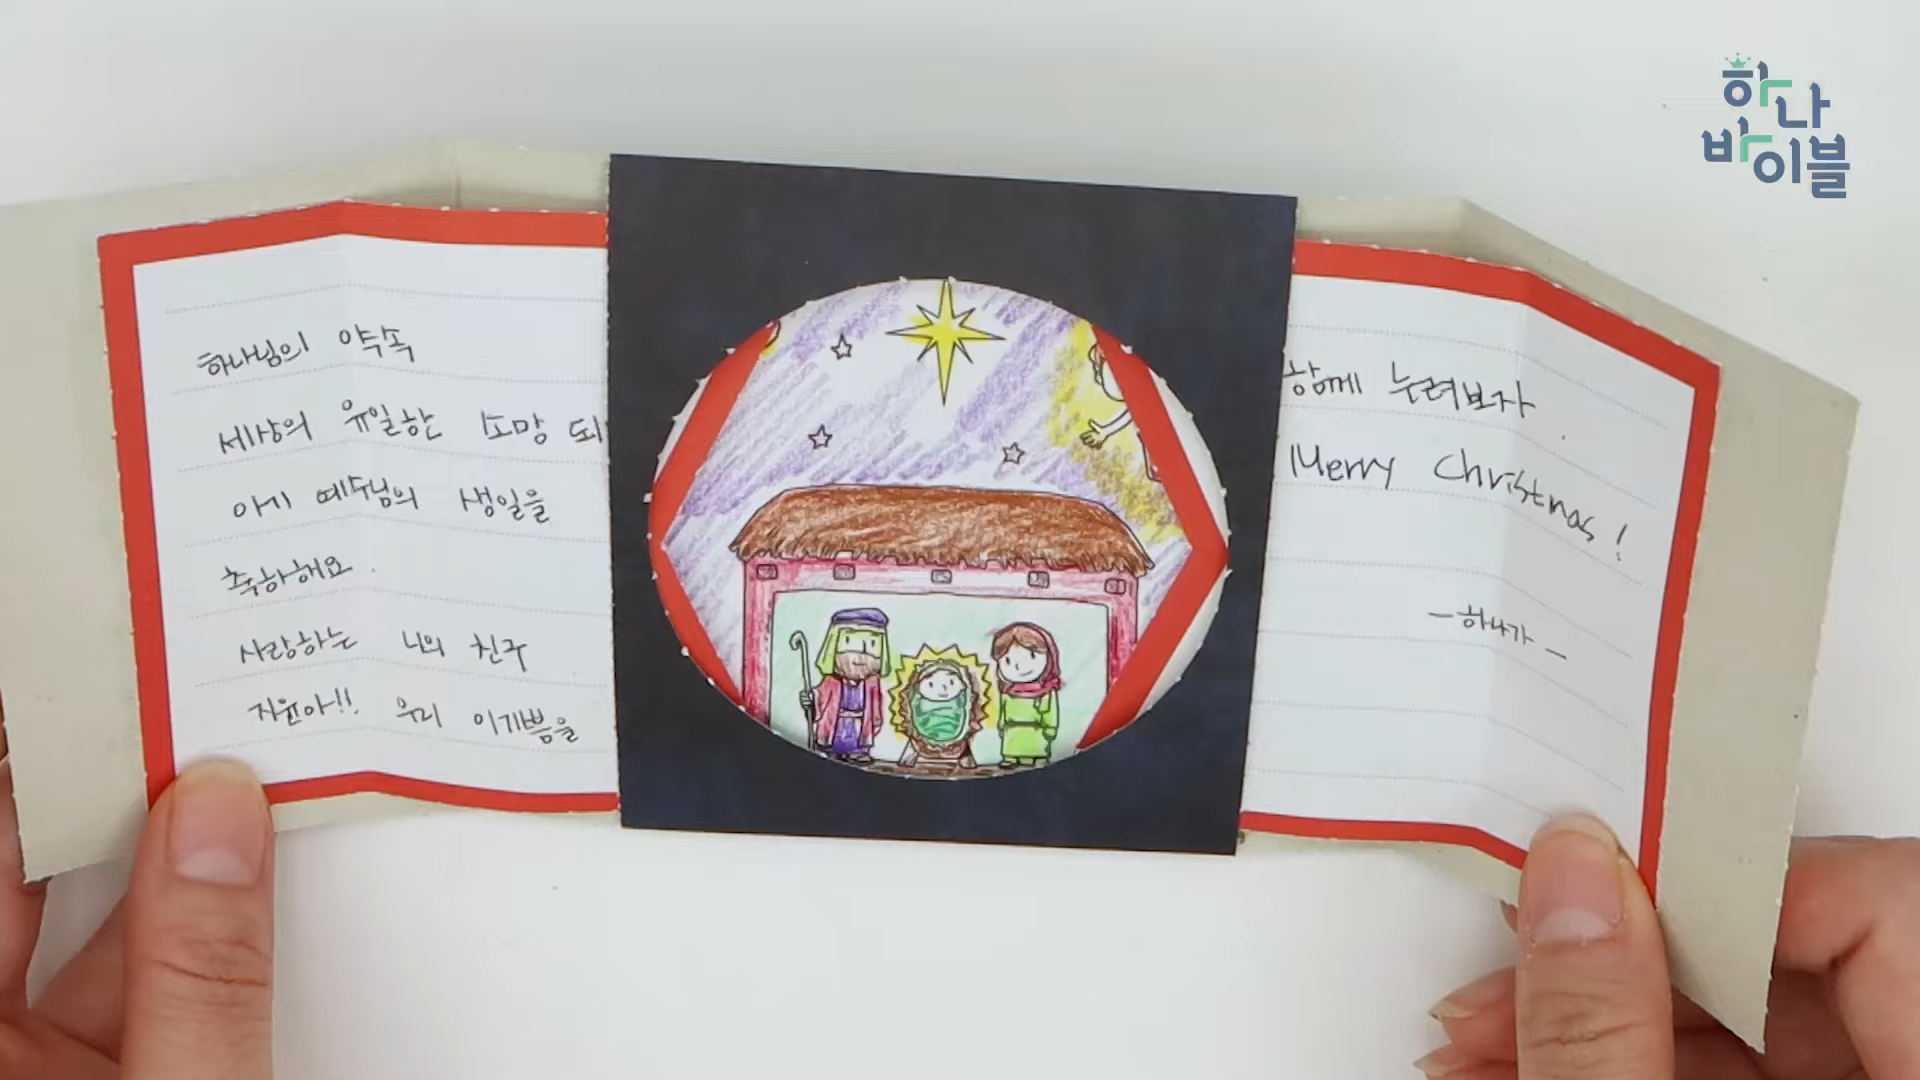 하나님의 약속
세상의 유일한 소망 되
아기 예수님의 생일을
축하해요.
사랑하는 나의 친구
지윤아!! 우리 이기쁨을
함께 누려보자
Merry Christmas!
-하나가-
하나
바이블